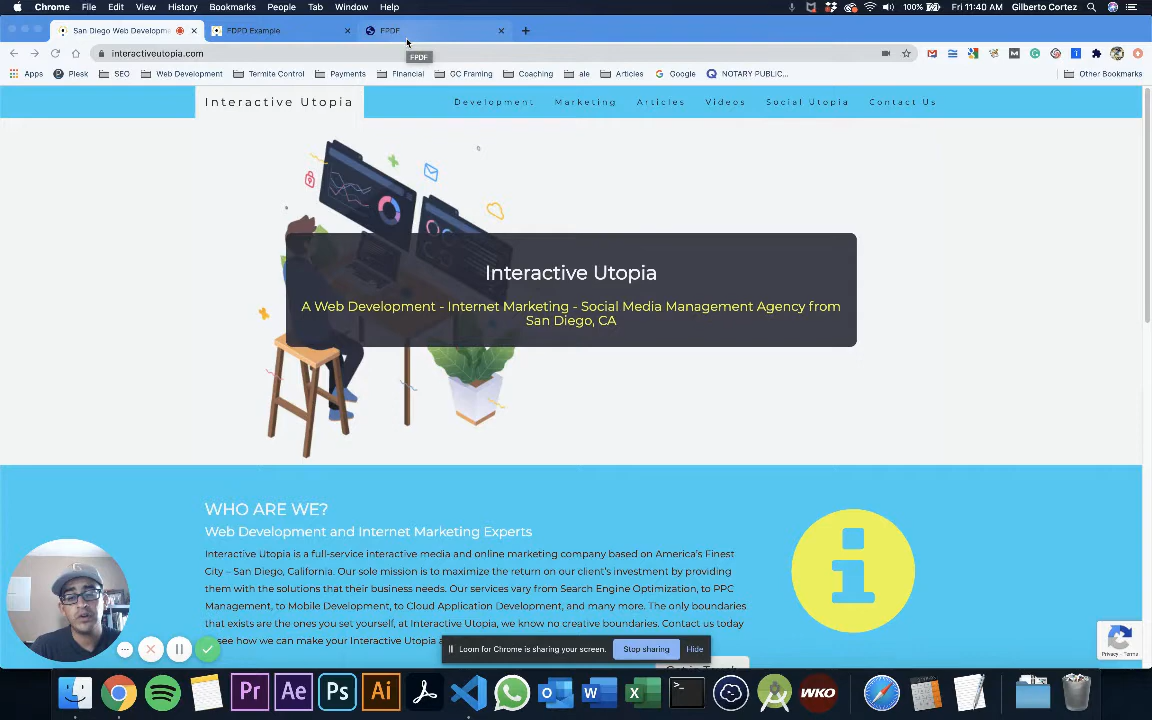 Chrome File Edit View History Bookmarks People Tab Window Help 100% Fri 11:40 AM Gilberto Cortez
San Diego Web Developm FDPD Example FPDF
interactiveutopia.com FPDF
Apps Plesk SEO Web Development Termite Control Payments Financial GC Framing Coaching ale Articles Google NOTARY PUBLIC... Other Bookmarks
Interactive Utopia Development Marketing Articles Videos Social Utopia Contact Us
Interactive Utopia
A Web Development - Internet Marketing - Social Media Management Agency from
San Diego, CA
WHO ARE WE?
Web Development and Internet Marketing Experts
Interactive Utopia is a full-service interactive media and online marketing company based on America's Finest
City – San Diego, California. Our sole mission is to maximize the return on our client's investment by providing
them with the solutions that their business needs. Our services vary from Search Engine Optimization, to PPC
Management, to Mobile Development, to Cloud Application Development, and many more. The only boundaries
that exists are the ones you set yourself, at Interactive Utopia, we know no creative boundaries. Contact us today
see how we can make your Interactive Utopia
Loom for Chrome is sharing your screen. Stop sharing Hide
Privacy - Terms
Pr Ae Ps Ai WKO